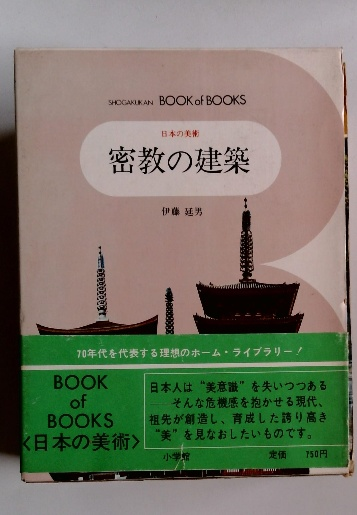 SHOGAKUKAN BOOK of BOOKS
日本の美術
密教の建築
伊藤 延男
70年代を代表する理想のホーム・ライブラリー!
BOOK
of
BOOKS
〈日本の美術〉
日本人は“美意識”を失いつつある
そんな危機感を抱かせる現代、
祖先が創造し、育成した誇り高き
“美”を見なおしたいものです。
小学館
定価 750円